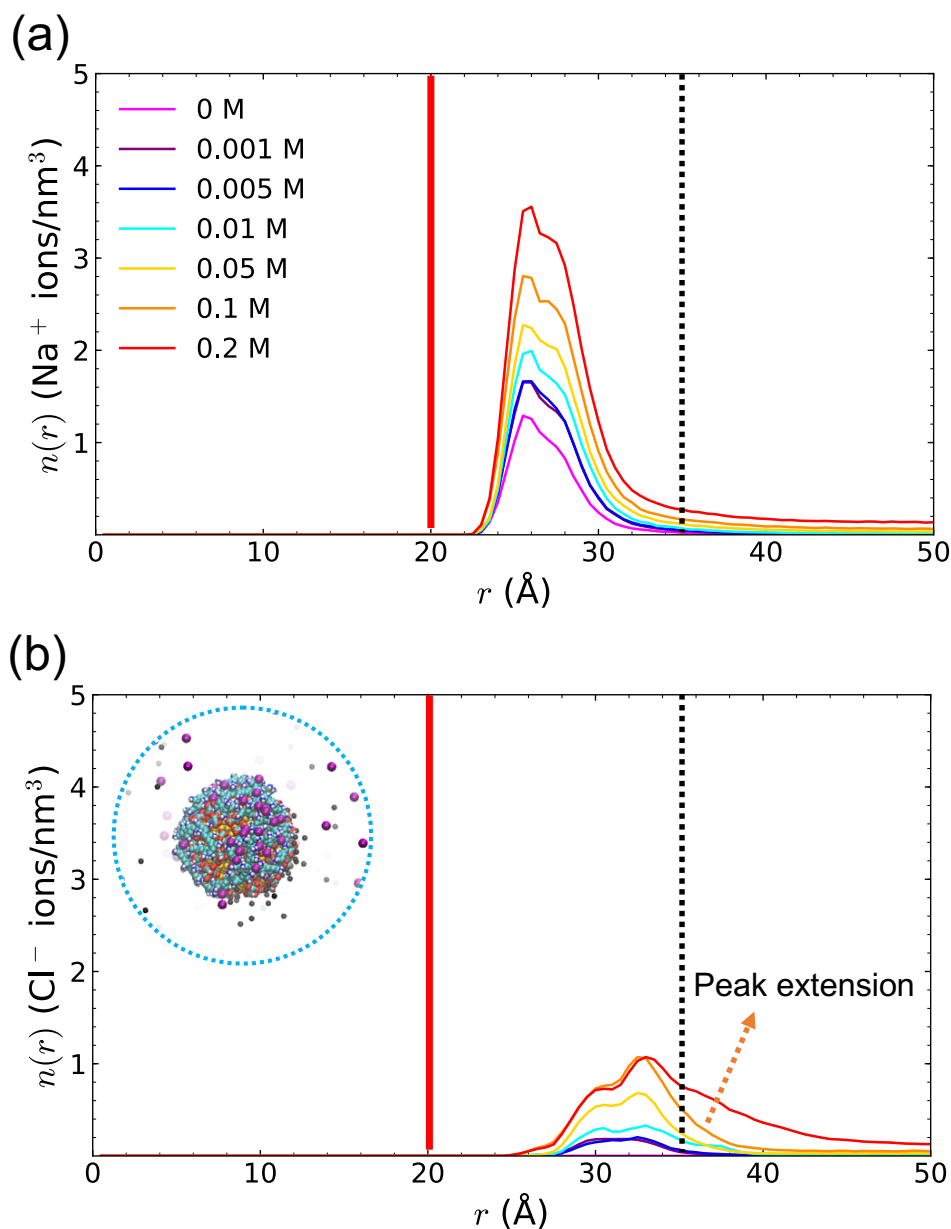 (a)
n(r) (Na⁺ ions/nm³)
5
4
3
2
1
0 M
0.001 M
0.005 M
0.01 M
0.05 M
0.1 M
0.2 M
0 10 20 30 40 50
r (Å)
(b)
n(r) (Cl⁻ ions/nm³)
5
4
3
2
1
Peak extension
0 10 20 30 40 50
r (Å)